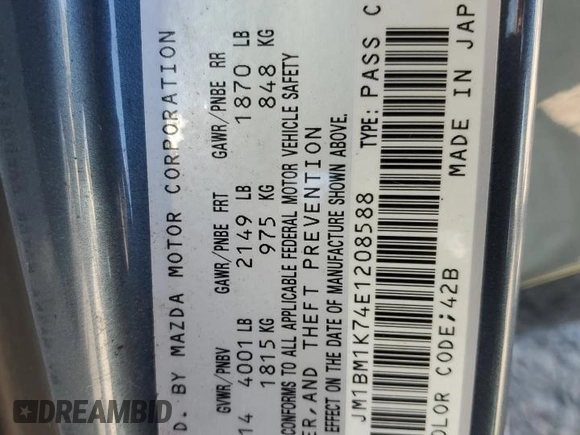 D. BY MAZDA MOTOR CORPORATION
GVWR/PNBV GAWR/PNBE FRT GAWR/PNBE RR
14 4001 LB 2149 LB 1870 LB
1815 KG 975 KG 848 KG
CONFORMS TO ALL APPLICABLE FEDERAL MOTOR VEHICLE SAFETY
ER, AND THEFT PREVENTION
EFFECT ON THE DATE OF MANUFACTURE SHOWN ABOVE.
JM1BM1K74E1208588 TYPE: PASS C
OLOR CODE; 42B MADE IN JAP
DREAMBID